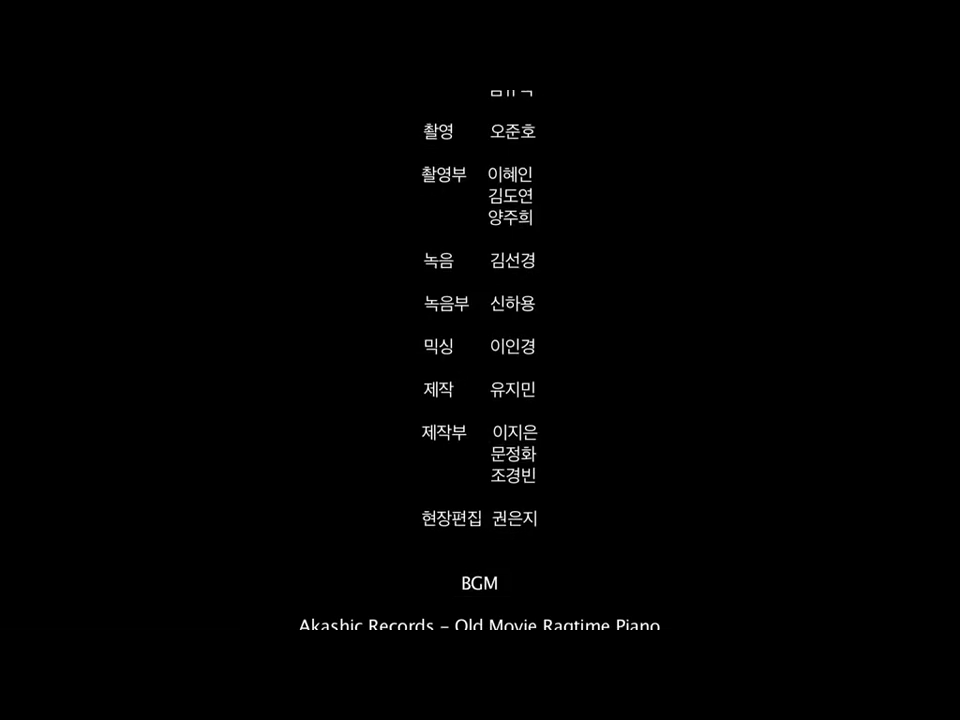 촬영 오준호
촬영부 이혜인
김도연
양주희
녹음 김선경
녹음부 신하용
믹싱 이인경
제작 유지민
제작부 이지은
문정화
조경빈
현장편집 권은지
BGM
Akashic Records – Old Movie Ragtime Piano